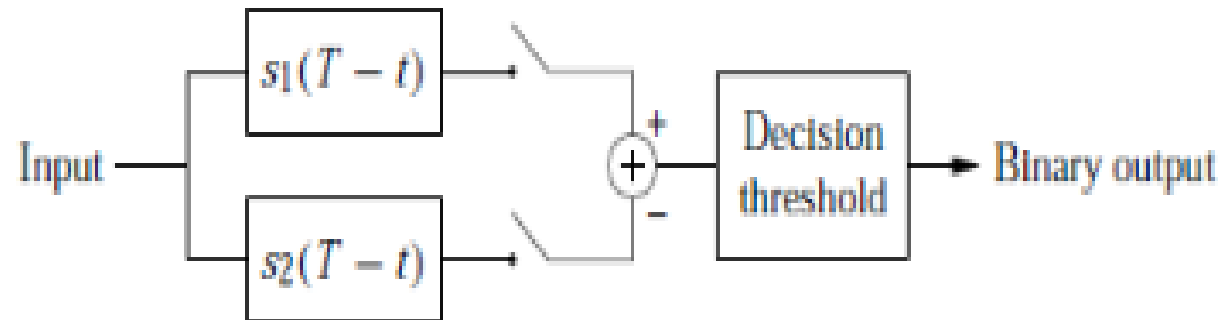 s1(T − t)
+
Input
+
Decision
threshold
Binary output
−
s2(T − t)